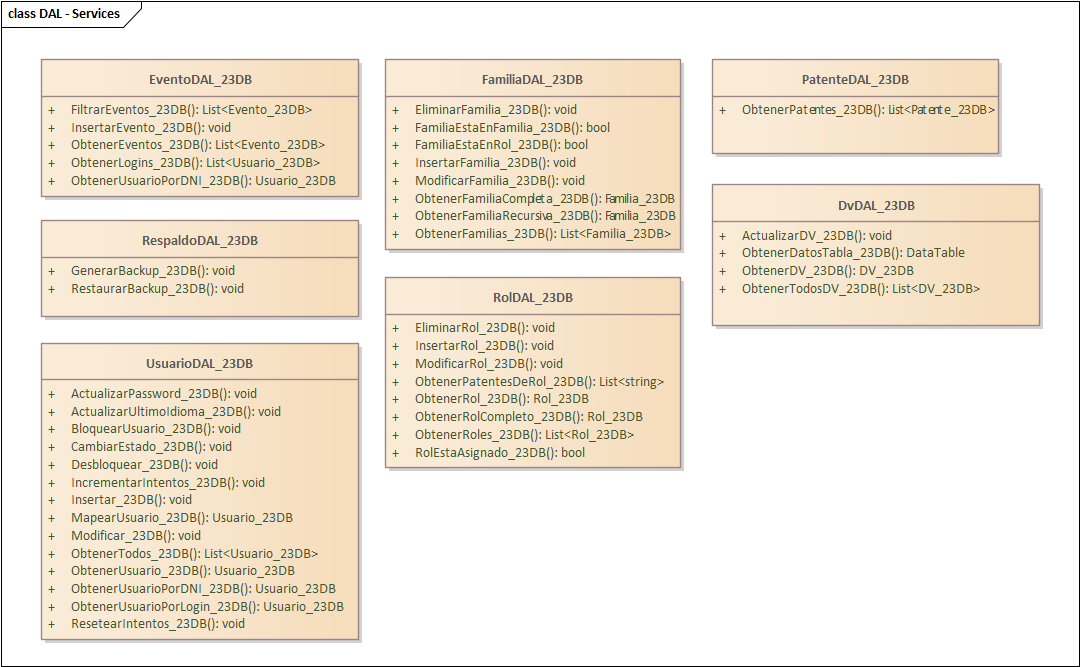 class DAL - Services
EventoDAL_23DB
+ FiltrarEventos_23DB(): List<Evento_23DB>
+ InsertarEvento_23DB(): void
+ ObtenerEventos_23DB(): List<Evento_23DB>
+ ObtenerLogins_23DB(): List<Usuario_23DB>
+ ObtenerUsuarioPorDNI_23DB(): Usuario_23DB
RespaldoDAL_23DB
+ GenerarBackup_23DB(): void
+ RestaurarBackup_23DB(): void
UsuarioDAL_23DB
+ ActualizarPassword_23DB(): void
+ ActualizarUltimoIdioma_23DB(): void
+ BloquearUsuario_23DB(): void
+ CambiarEstado_23DB(): void
+ Desbloquear_23DB(): void
+ IncrementarIntentos_23DB(): void
+ Insertar_23DB(): void
+ MapearUsuario_23DB(): Usuario_23DB
+ Modificar_23DB(): void
+ ObtenerTodos_23DB(): List<Usuario_23DB>
+ ObtenerUsuario_23DB(): Usuario_23DB
+ ObtenerUsuarioPorDNI_23DB(): Usuario_23DB
+ ObtenerUsuarioPorLogin_23DB(): Usuario_23DB
+ ResetearIntentos_23DB(): void
FamiliaDAL_23DB
+ EliminarFamilia_23DB(): void
+ FamiliaEstaEnFamilia_23DB(): bool
+ FamiliaEstaEnRol_23DB(): bool
+ InsertarFamilia_23DB(): void
+ ModificarFamilia_23DB(): void
+ ObtenerFamiliaCompleta_23DB(): Familia_23DB
+ ObtenerFamiliaRecursiva_23DB(): Familia_23DB
+ ObtenerFamilias_23DB(): List<Familia_23DB>
RolDAL_23DB
+ EliminarRol_23DB(): void
+ InsertarRol_23DB(): void
+ ModificarRol_23DB(): void
+ ObtenerPatentesDeRol_23DB(): List<string>
+ ObtenerRol_23DB(): Rol_23DB
+ ObtenerRolCompleto_23DB(): Rol_23DB
+ ObtenerRoles_23DB(): List<Rol_23DB>
+ RolEstaAsignado_23DB(): bool
PatenteDAL_23DB
+ ObtenerPatentes_23DB(): List<Patente_23DB>
DvDAL_23DB
+ ActualizarDV_23DB(): void
+ ObtenerDatosTabla_23DB(): DataTable
+ ObtenerDV_23DB(): DV_23DB
+ ObtenerTodosDV_23DB(): List<DV_23DB>